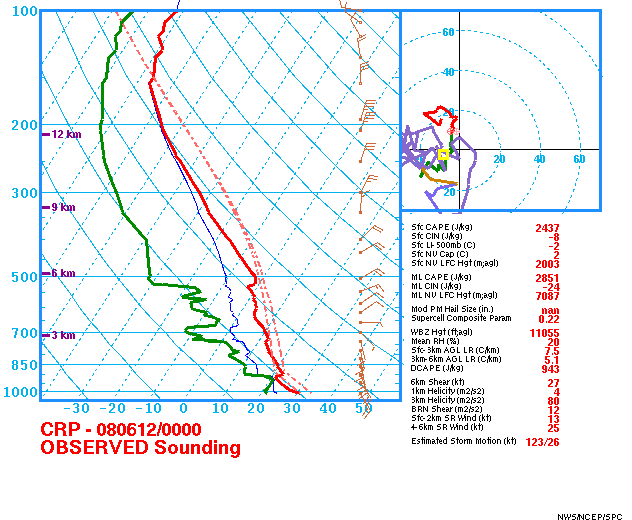 100
200
300
500
700
850
1000
12 km
9 km
6 km
3 km
-30 -20 -10 0 10 20 30 50
60
40
20
20 40 60
20
Sfc CAPE (J/kg) 2437
Sfc CIN (J/kg) -8
Sfc LI-500mb (C) -2
Sfc NV Cap (C) 2
Sfc NV LFC Hgt (m;agl) 2003
ML CAPE (J/kg) 2851
ML CIN (J/kg) -24
ML NV LFC Hgt (m;agl) 7087
Mod PM Hail Size (in.) nan
Supercell Composite Param 0.22
WBZ Hgt (ft;agl) 11055
Mean RH (%) 20
Sfc-3km AGL LR (C/km) 7.5
3km-6km AGL LR (C/km) 5.1
DCAPE (J/kg) 943
6km Shear (kt) 27
1km Helicity (m2/s2) 4
3km Helicity (m2/s2) 80
BRN Shear (m2/s2) 12
Sfc-2km SR Wind (kt) 13
4-6km SR Wind (kt) 25
Estimated Storm Motion (kt) 123/26
CRP - 080612/0000
OBSERVED Sounding
NWS/NCEP/SPC